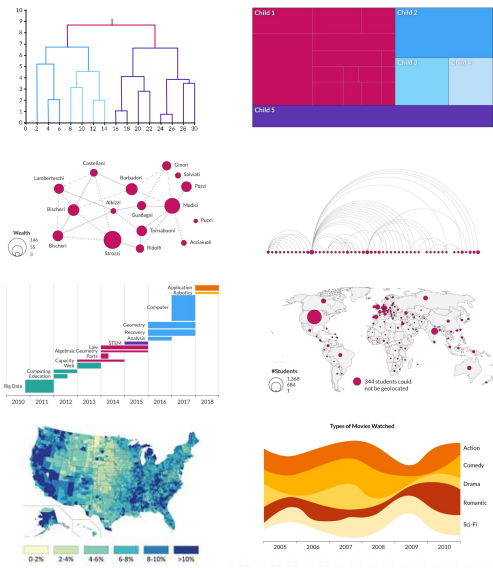 10
9
8
7
6
5
4
3
2
1
0
0 2 4 6 8 10 12 14 16 18 20 22 24 26 28 30
Child 1
Child 2
Child 3
Child 4
Child 5
Castellani
Ginori
Lamberteschi
Barbadori
Salviati
Pazzi
Albizzi
Medici
Bischeri
Guadagni
Pucci
Tornabuoni
Bischeri
Acciaiuoli
Strozzi
Ridolfi
Wealth
146
55
3
Application
Robotics
Computer
Geometry
Recovery
Analysis
STEM
Law
Algebraic Geometry
Parts
Capacity
Web
Computing
Education
Big Data
2010 2011 2012 2013 2014 2015 2016 2017 2018
#Students
1,368
684
1
344 students could
not be geolocated
0-2% 2-4% 4-6% 6-8% 8-10% >10%
Types of Movies Watched
Action
Comedy
Drama
Romantic
Sci-Fi
2005 2006 2007 2008 2009 2010